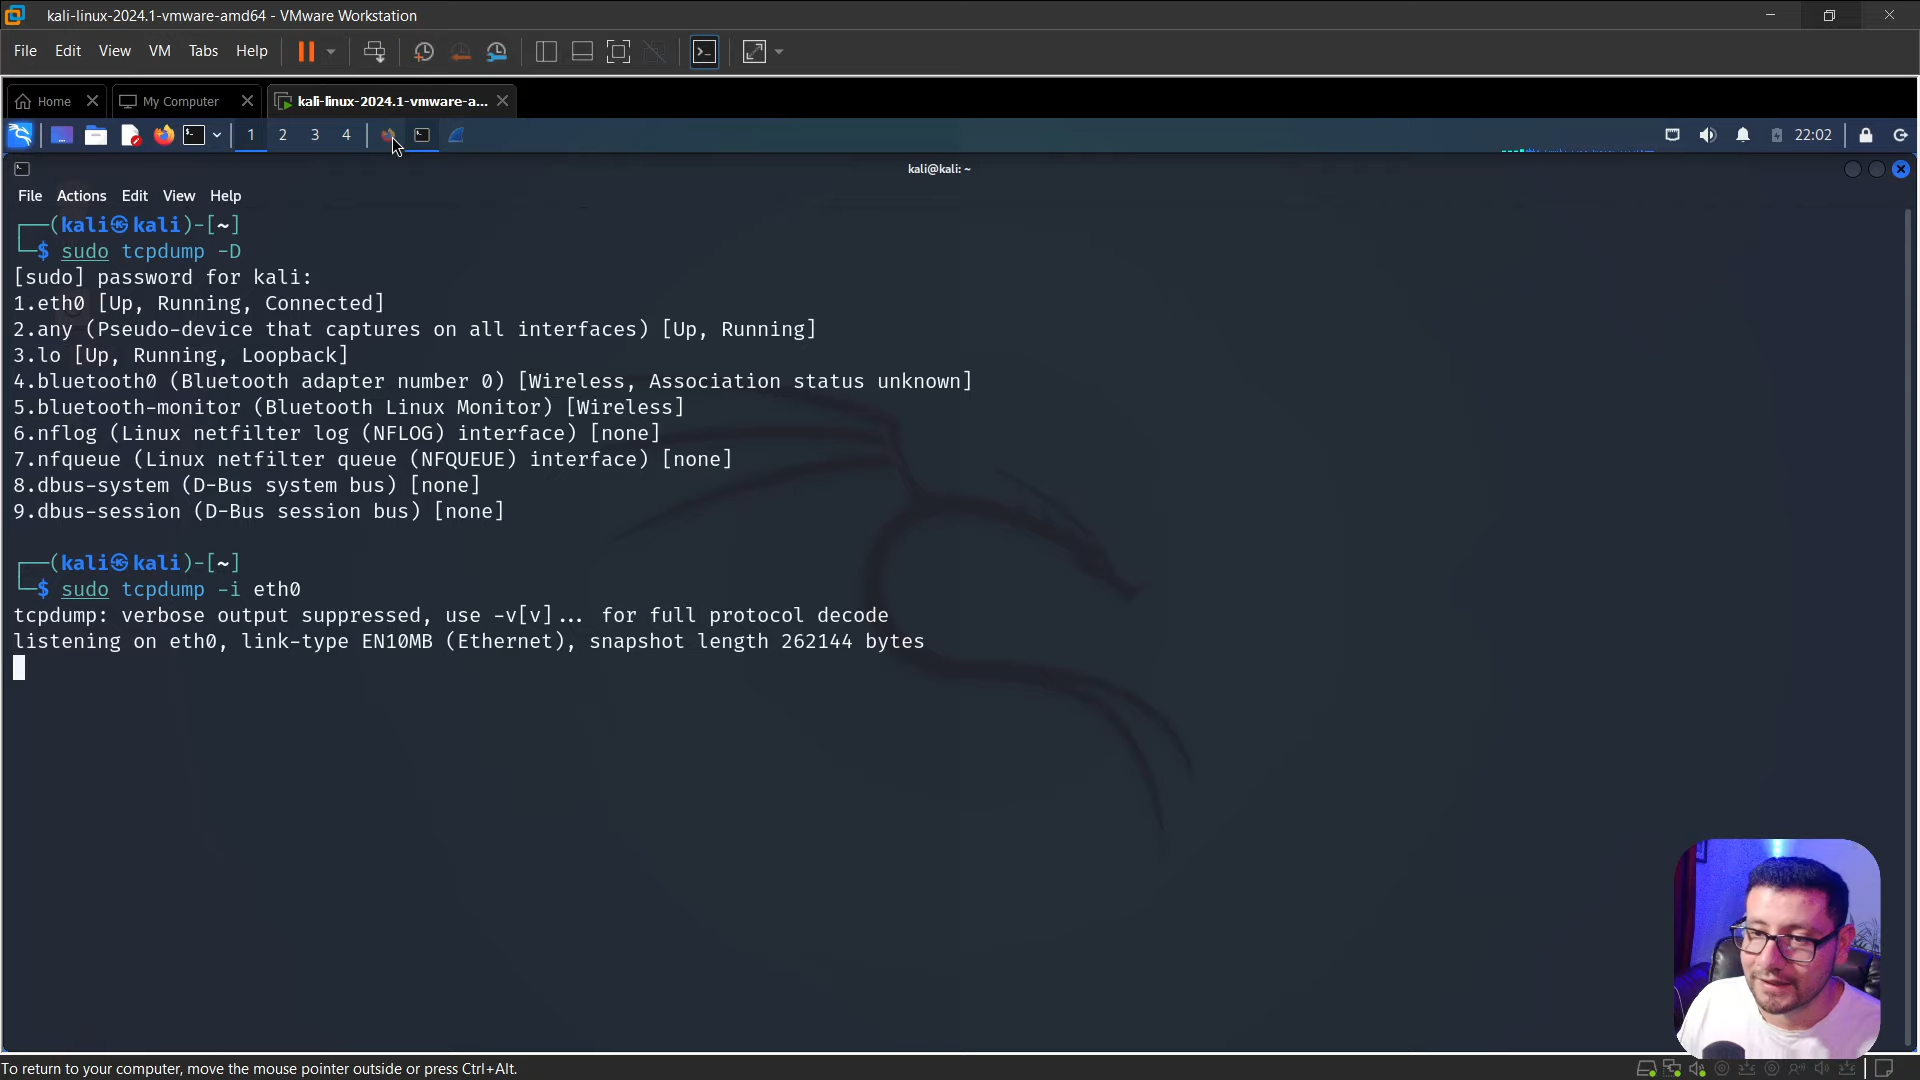 kali-linux-2024.1-vmware-amd64 - VMware Workstation
File Edit View VM Tabs Help
Home My Computer kali-linux-2024.1-vmware-a...
1 2 3 4 22:02
kali@kali: ~
File Actions Edit View Help
┌──(kali㉿kali)-[~]
└─$ sudo tcpdump -D
[sudo] password for kali:
1.eth0 [Up, Running, Connected]
2.any (Pseudo-device that captures on all interfaces) [Up, Running]
3.lo [Up, Running, Loopback]
4.bluetooth0 (Bluetooth adapter number 0) [Wireless, Association status unknown]
5.bluetooth-monitor (Bluetooth Linux Monitor) [Wireless]
6.nflog (Linux netfilter log (NFLOG) interface) [none]
7.nfqueue (Linux netfilter queue (NFQUEUE) interface) [none]
8.dbus-system (D-Bus system bus) [none]
9.dbus-session (D-Bus session bus) [none]
┌──(kali㉿kali)-[~]
└─$ sudo tcpdump -i eth0
tcpdump: verbose output suppressed, use -v[v]... for full protocol decode
listening on eth0, link-type EN10MB (Ethernet), snapshot length 262144 bytes
To return to your computer, move the mouse pointer outside or press Ctrl+Alt.